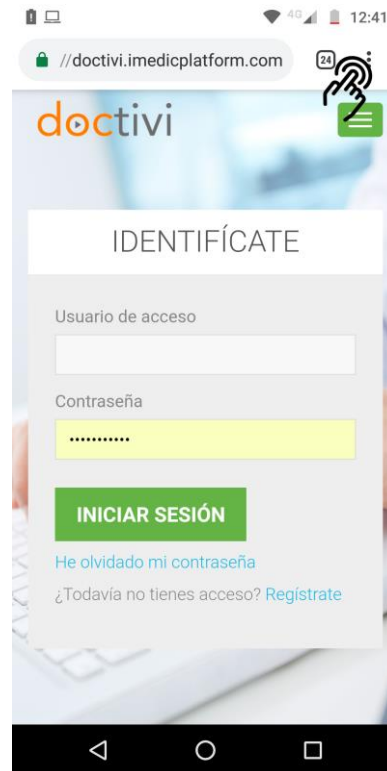 4G 12:41
//doctivi.imedicplatform.com 24
doctivi
IDENTIFÍCATE
Usuario de acceso
Contraseña
•••••••••••
INICIAR SESIÓN
He olvidado mi contraseña
¿Todavía no tienes acceso? Regístrate